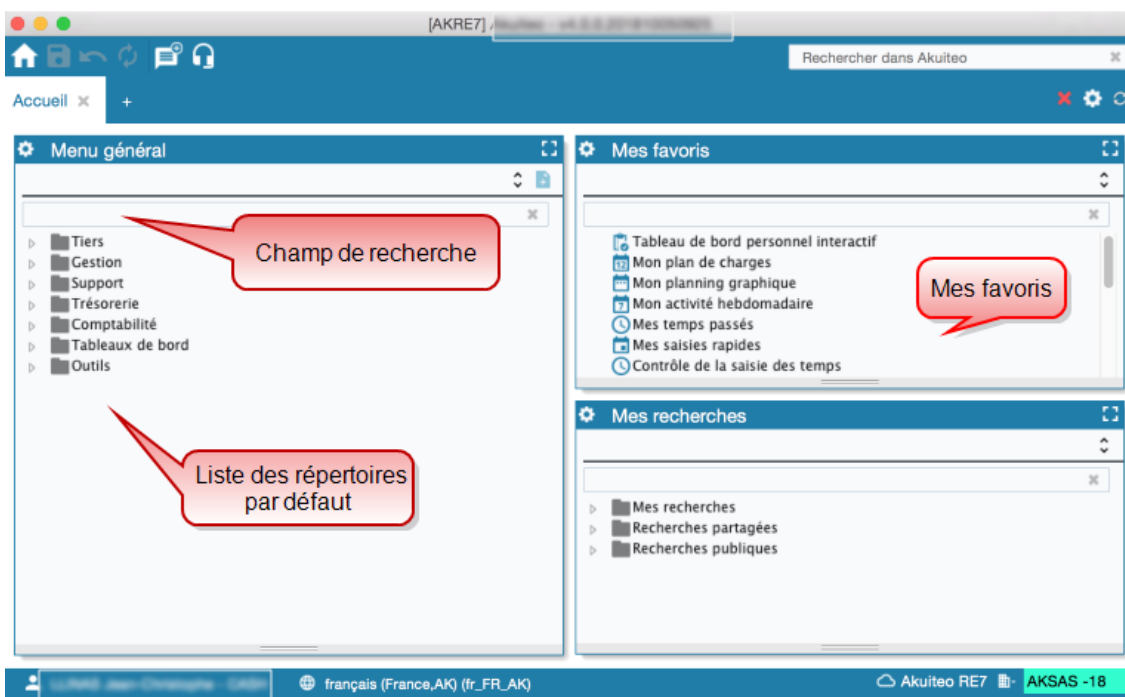 [AKRE7]
Rechercher dans Akuiteo
Accueil
+
Menu général
Mes favoris
Champ de recherche
Tiers
Gestion
Support
Trésorerie
Comptabilité
Tableaux de bord
Outils
Liste des répertoires
par défaut
Tableau de bord personnel interactif
Mon plan de charges
Mon planning graphique
Mon activité hebdomadaire
Mes temps passés
Mes saisies rapides
Contrôle de la saisie des temps
Mes favoris
Mes recherches
Mes recherches
Recherches partagées
Recherches publiques
français (France,AK) (fr_FR_AK)
Akuiteo RE7
AKSAS -18